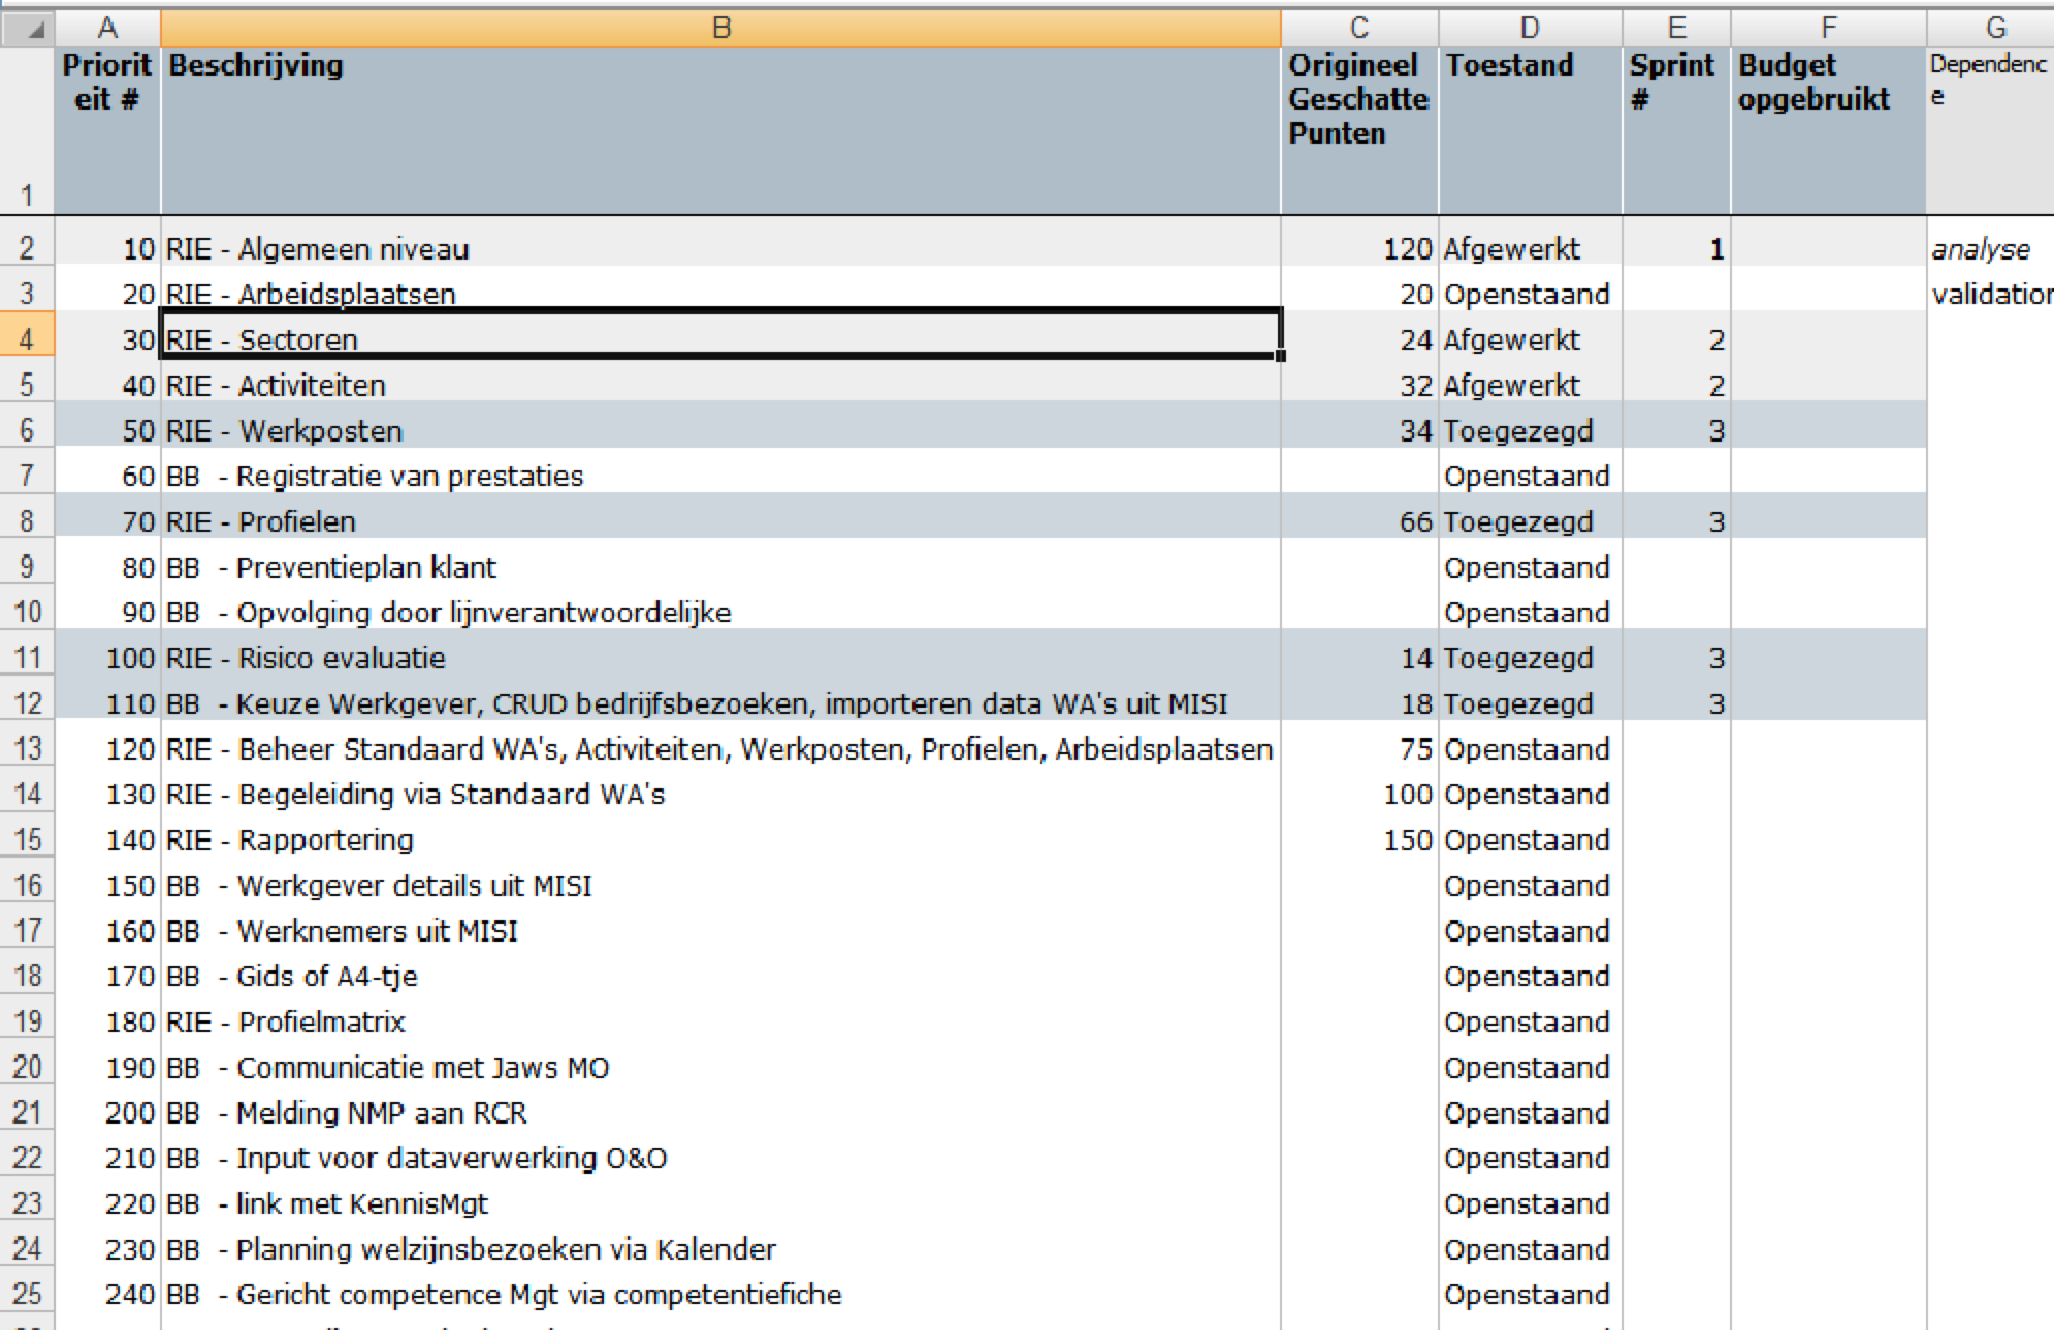 A B C D E F G
Priorit Beschrijving Origineel Toestand Sprint Budget Dependenc
eit # Geschatte # opgebruikt e
Punten
1
2 10 RIE - Algemeen niveau 120 Afgewerkt 1 analyse
3 20 RIE - Arbeidsplaatsen 20 Openstaand validation
4 30 RIE - Sectoren 24 Afgewerkt 2
5 40 RIE - Activiteiten 32 Afgewerkt 2
6 50 RIE - Werkposten 34 Toegezegd 3
7 60 BB - Registratie van prestaties Openstaand
8 70 RIE - Profielen 66 Toegezegd 3
9 80 BB - Preventieplan klant Openstaand
10 90 BB - Opvolging door lijnverantwoordelijke Openstaand
11 100 RIE - Risico evaluatie 14 Toegezegd 3
12 110 BB - Keuze Werkgever, CRUD bedrijfsbezoeken, importeren data WA's uit MISI 18 Toegezegd 3
13 120 RIE - Beheer Standaard WA's, Activiteiten, Werkposten, Profielen, Arbeidsplaatsen 75 Openstaand
14 130 RIE - Begeleiding via Standaard WA's 100 Openstaand
15 140 RIE - Rapportering 150 Openstaand
16 150 BB - Werkgever details uit MISI Openstaand
17 160 BB - Werknemers uit MISI Openstaand
18 170 BB - Gids of A4-tje Openstaand
19 180 RIE - Profielmatrix Openstaand
20 190 BB - Communicatie met Jaws MO Openstaand
21 200 BB - Melding NMP aan RCR Openstaand
22 210 BB - Input voor dataverwerking O&O Openstaand
23 220 BB - link met KennisMgt Openstaand
24 230 BB - Planning welzijnsbezoeken via Kalender Openstaand
25 240 BB - Gericht competence Mgt via competentiefiche Openstaand